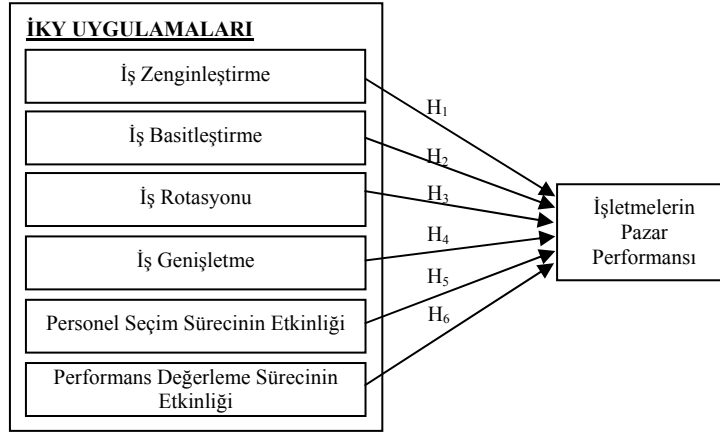 İKY UYGULAMALARI
İş Zenginleştirme
İş Basitleştirme
İş Rotasyonu
İş Genişletme
Personel Seçim Sürecinin Etkinliği
Performans Değerleme Sürecinin
Etkinliği
H₁
H₂
H₃
H₄
H₅
H₆
İşletmelerin
Pazar
Performansı